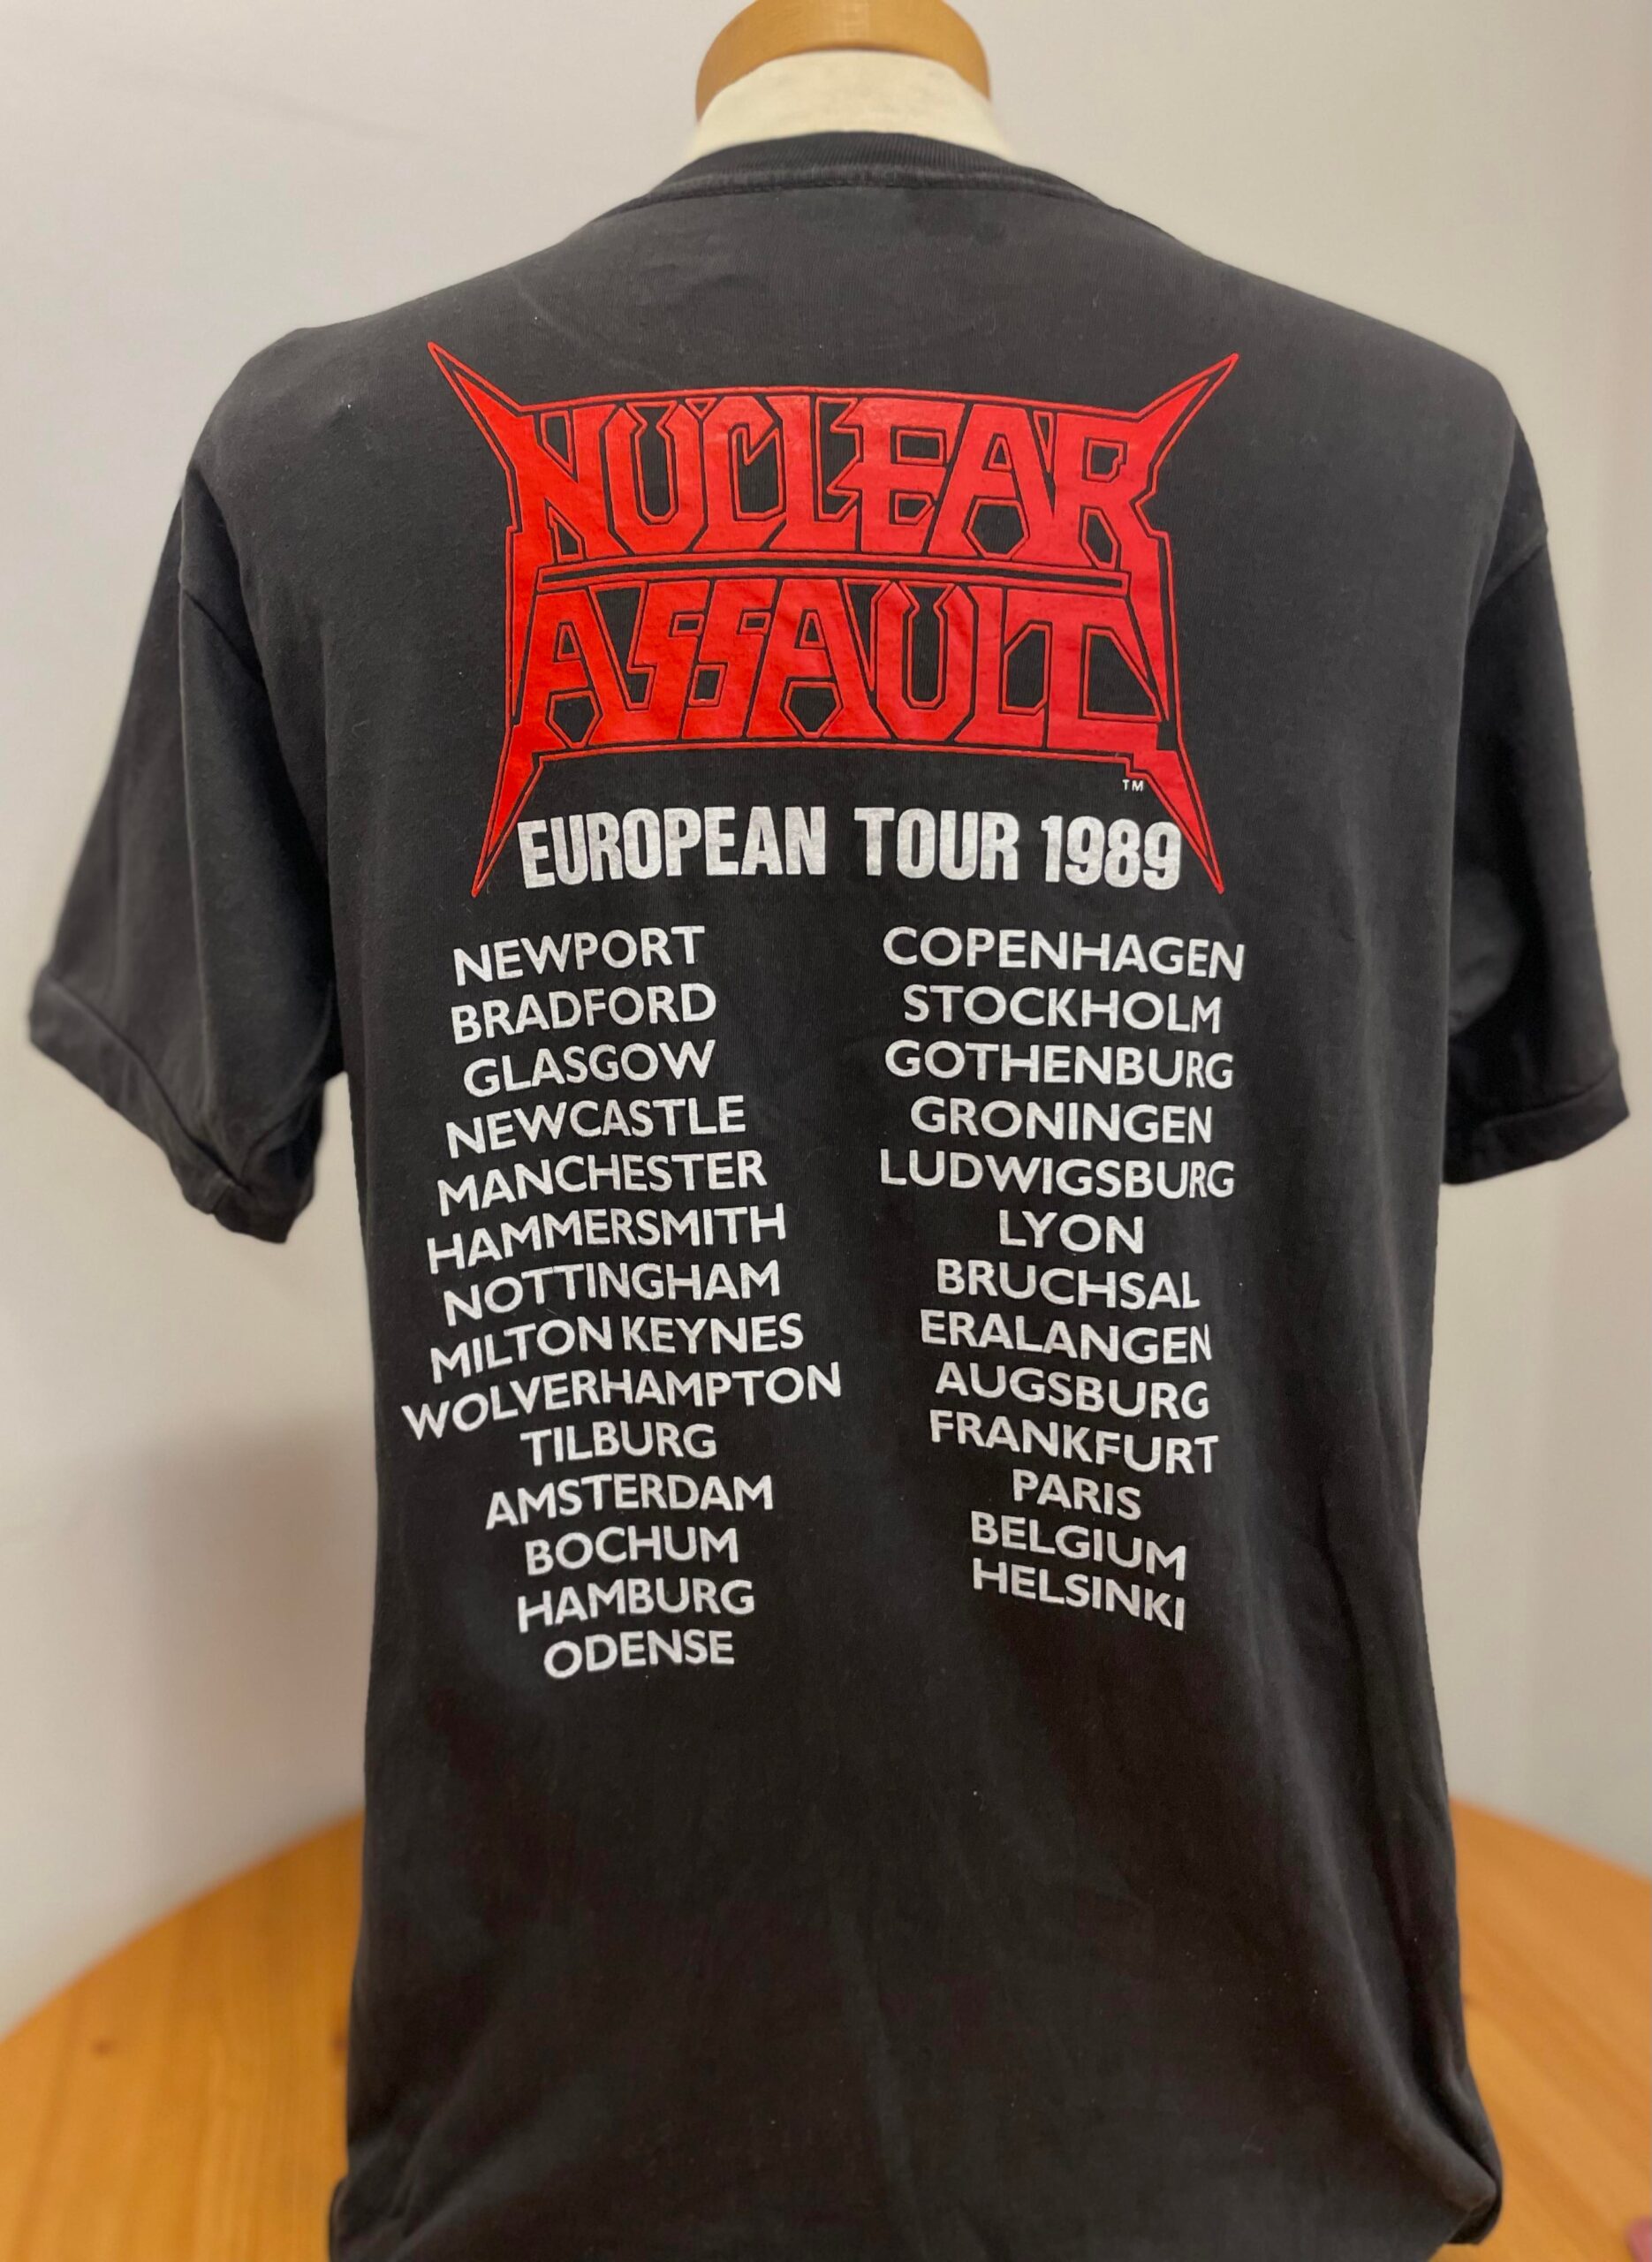 NUCLEAR
ASSAULT
TM
EUROPEAN TOUR 1989
NEWPORT
BRADFORD
GLASGOW
NEWCASTLE
MANCHESTER
HAMMERSMITH
NOTTINGHAM
MILTON KEYNES
WOLVERHAMPTON
TILBURG
AMSTERDAM
BOCHUM
HAMBURG
ODENSE
COPENHAGEN
STOCKHOLM
GOTHENBURG
GRONINGEN
LUDWIGSBURG
LYON
BRUCHSAL
ERALANGEN
AUGSBURG
FRANKFURT
PARIS
BELGIUM
HELSINKI